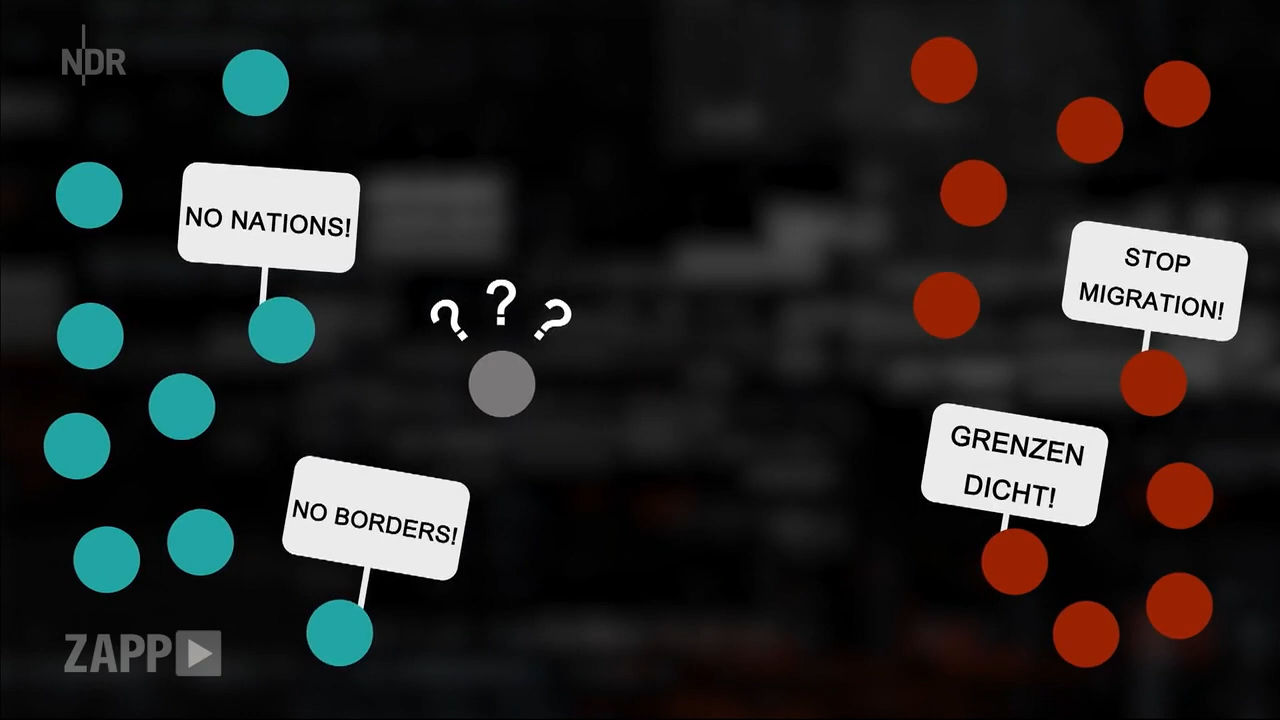 NDR
NO NATIONS!
? ? ?
STOP
MIGRATION!
GRENZEN
DICHT!
NO BORDERS!
ZAPP